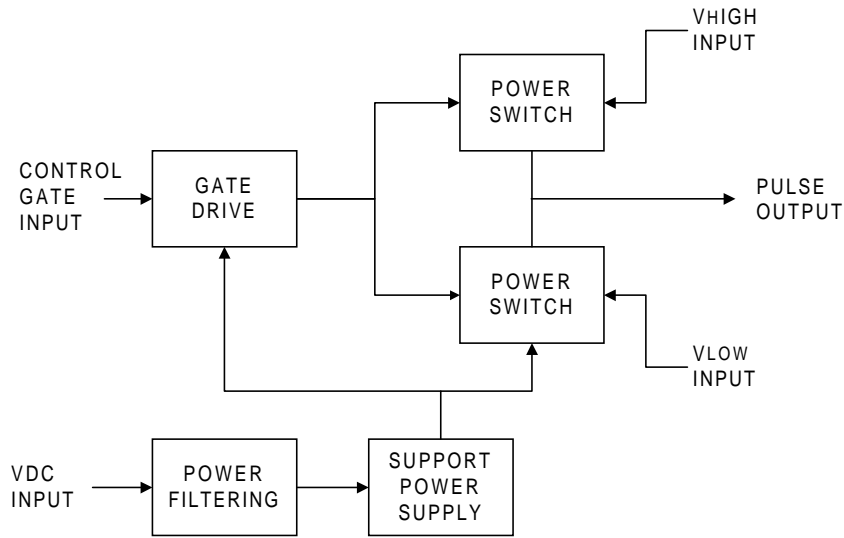 VHIGH
INPUT
POWER
SWITCH
CONTROL
GATE
INPUT
GATE
DRIVE
PULSE
OUTPUT
POWER
SWITCH
VLOW
INPUT
VDC
INPUT
POWER
FILTERING
SUPPORT
POWER
SUPPLY